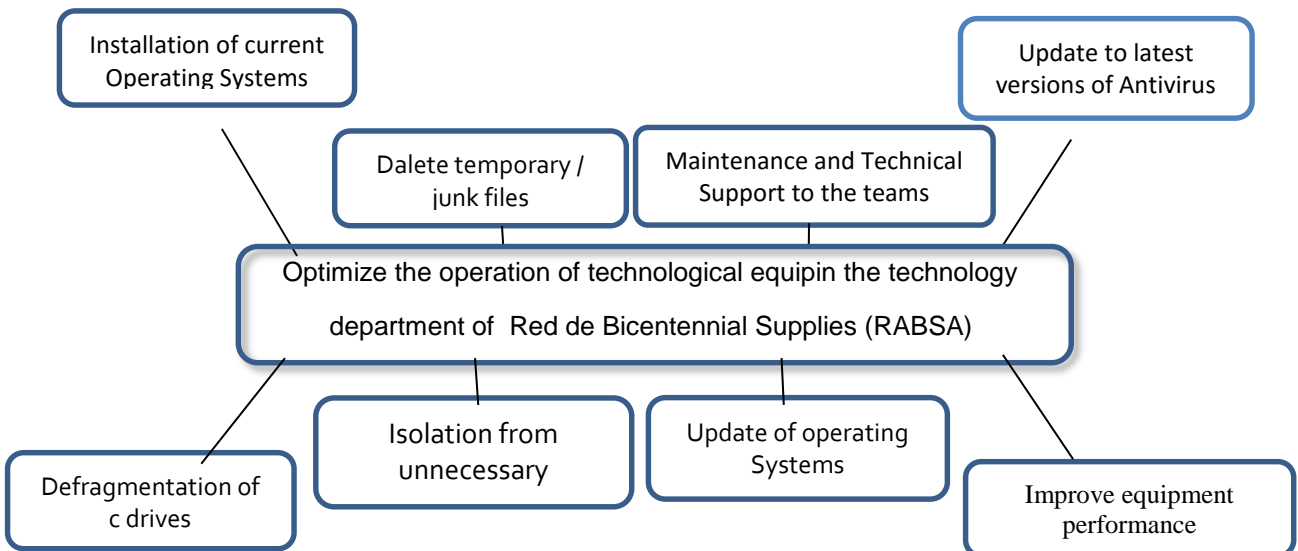 Installation of current
Operating Systems
Update to latest
versions of Antivirus
Dalete temporary /
junk files
Maintenance and Technical
Support to the teams
Optimize the operation of technological equipin the technology
department of Red de Bicentennial Supplies (RABSA)
Defragmentation of
c drives
Isolation from
unnecessary
Update of operating
Systems
Improve equipment
performance